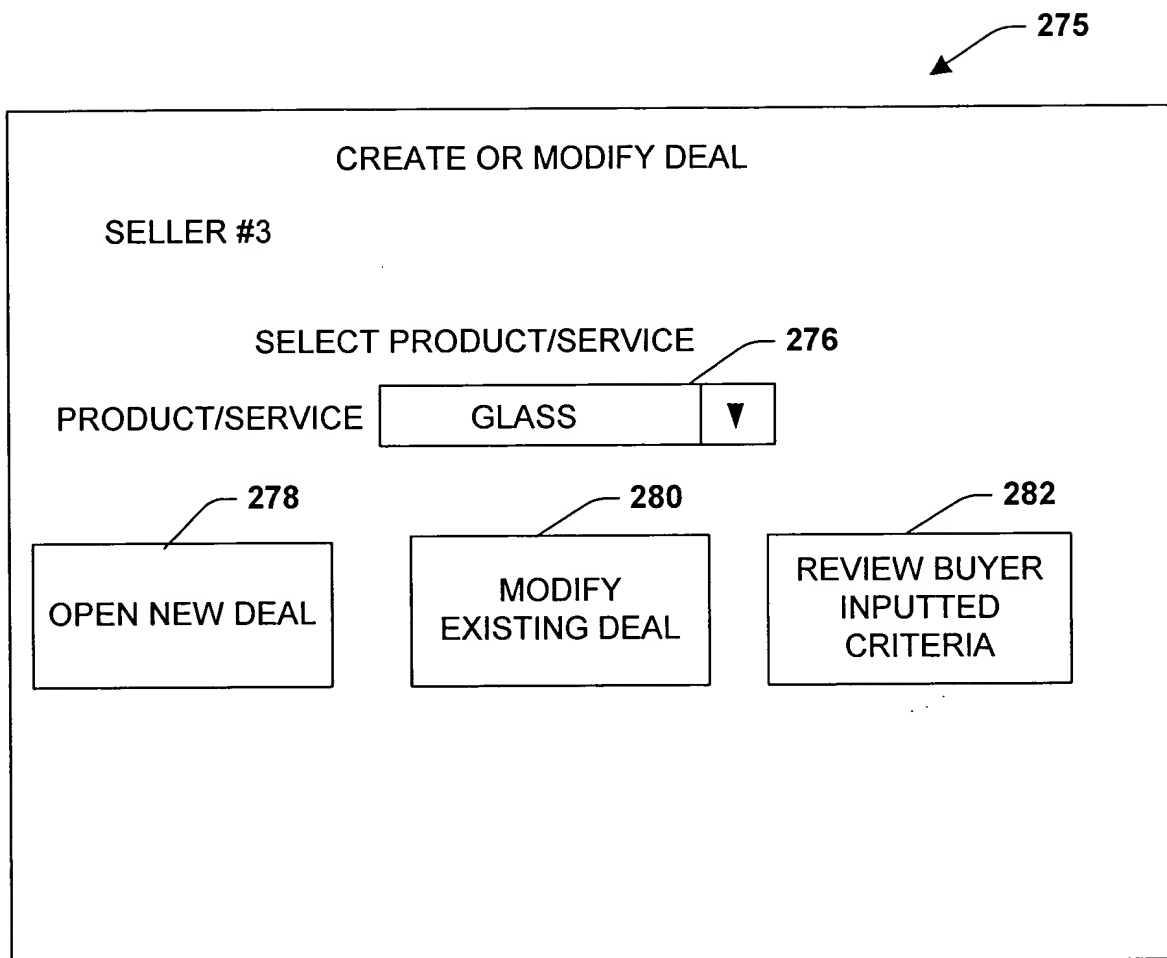 275
CREATE OR MODIFY DEAL
SELLER #3
SELECT PRODUCT/SERVICE
276
PRODUCT/SERVICE
GLASS
278
280
282
OPEN NEW DEAL
MODIFY
EXISTING DEAL
REVIEW BUYER
INPUTTED
CRITERIA